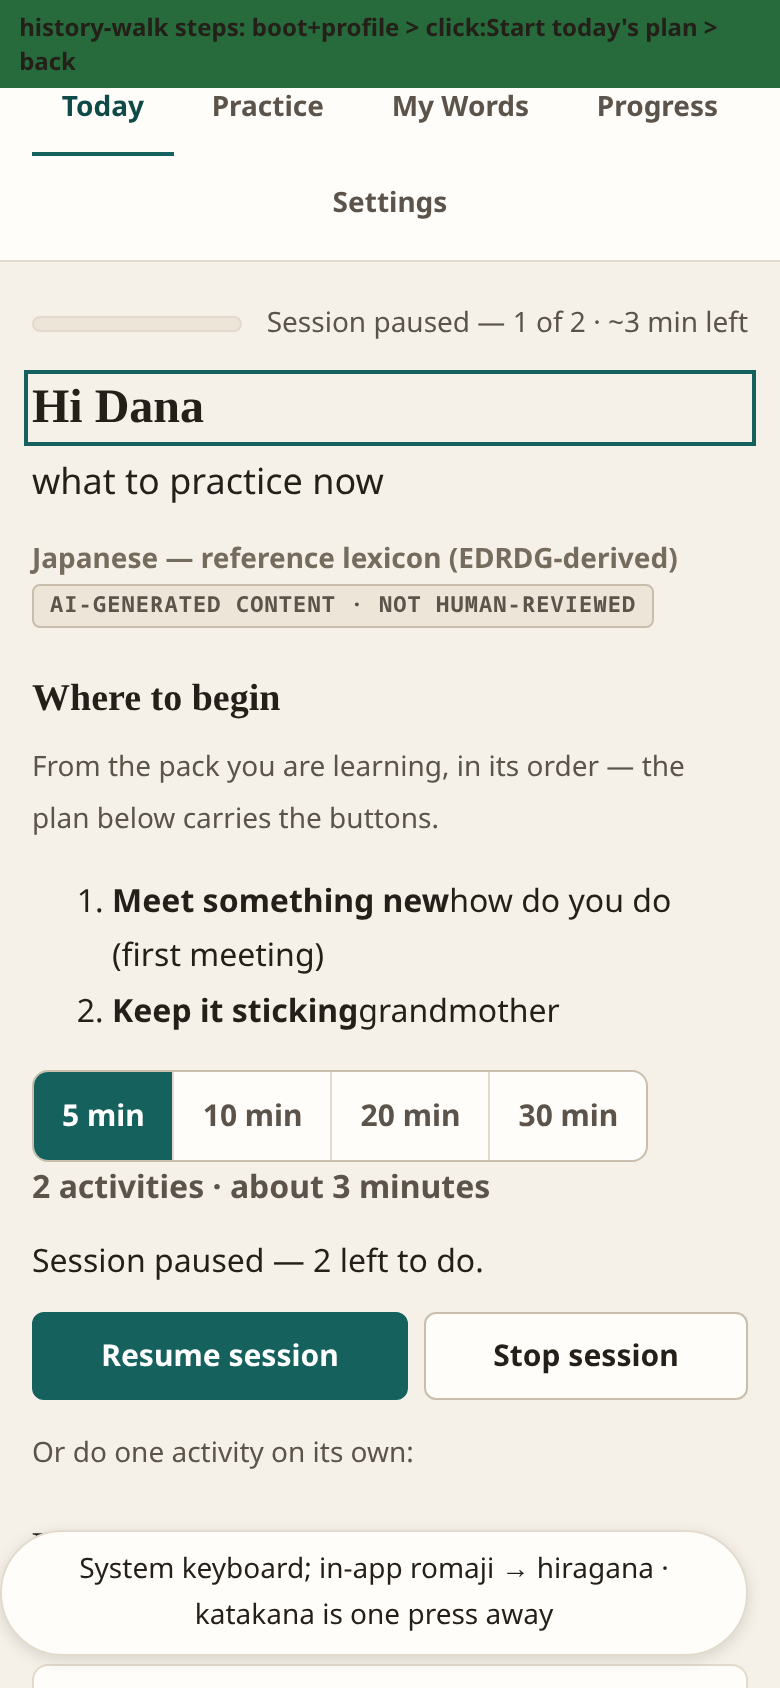 history-walk steps: boot+profile > click:Start today's plan >
back
Today Practice My Words Progress
Settings
Session paused — 1 of 2 · ~3 min left
Hi Dana
what to practice now
Japanese — reference lexicon (EDRDG-derived)
AI-GENERATED CONTENT · NOT HUMAN-REVIEWED
Where to begin
From the pack you are learning, in its order — the
plan below carries the buttons.
1. Meet something newhow do you do
(first meeting)
2. Keep it stickinggrandmother
5 min 10 min 20 min 30 min
2 activities · about 3 minutes
Session paused — 2 left to do.
Resume session Stop session
Or do one activity on its own:
System keyboard; in-app romaji → hiragana ·
katakana is one press away